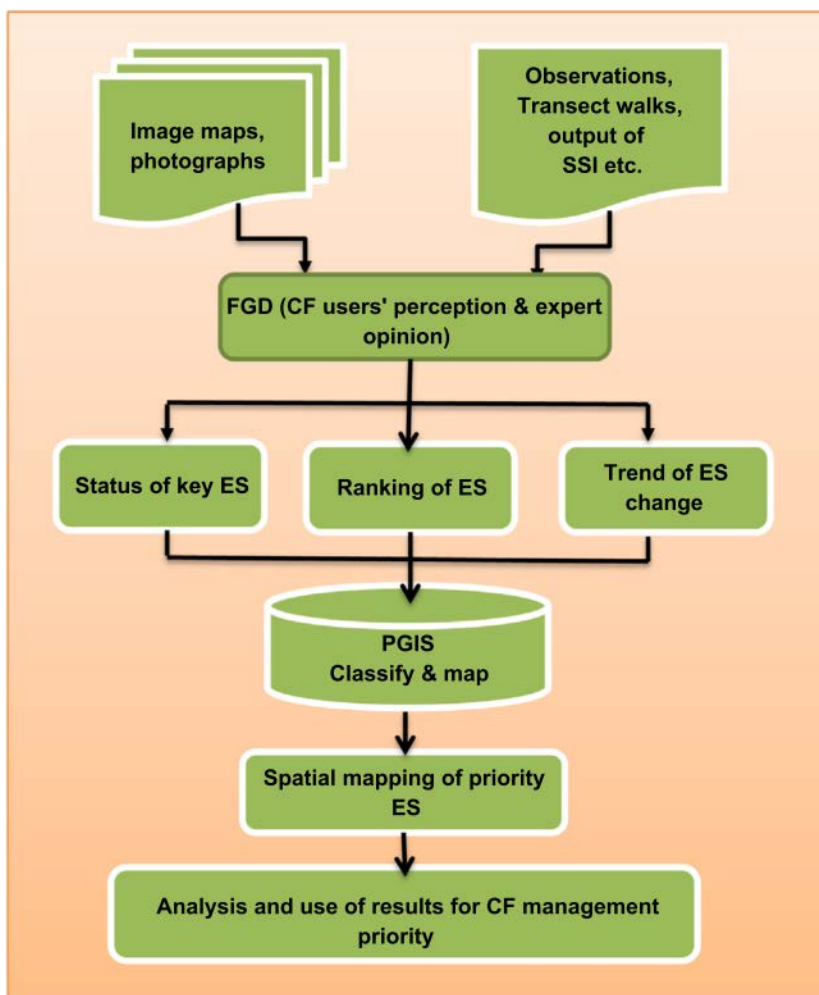 Image maps,
photographs
Observations,
Transect walks,
output of
SSI etc.
FGD (CF users' perception & expert
opinion)
Status of key ES
Ranking of ES
Trend of ES
change
PGIS
Classify & map
Spatial mapping of priority
ES
Analysis and use of results for CF management
priority